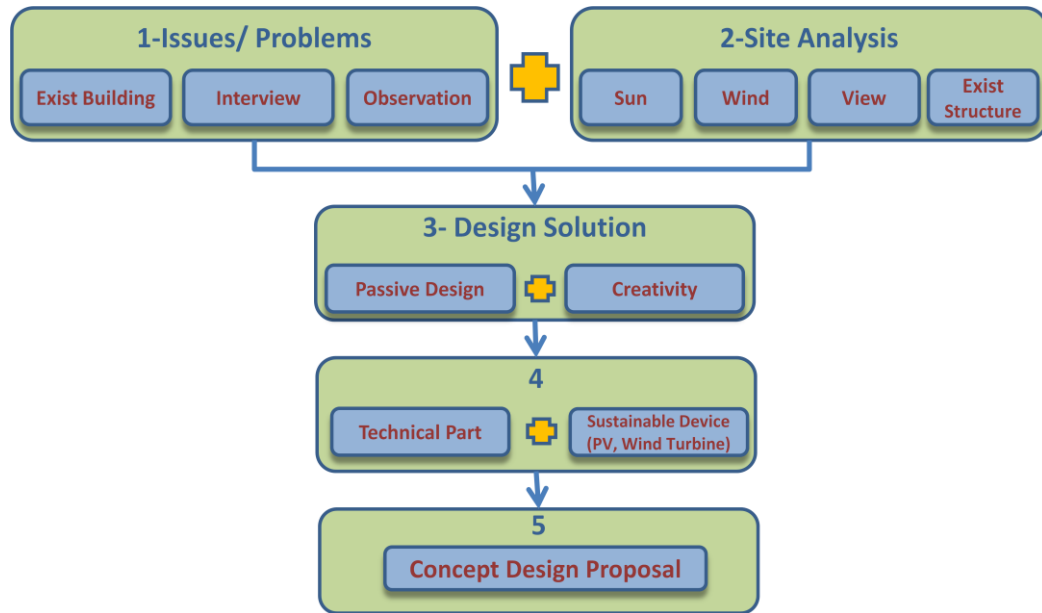 1-Issues/ Problems
Exist Building
Interview
Observation
2-Site Analysis
Sun
Wind
View
Exist
Structure
3- Design Solution
Passive Design
Creativity
4
Technical Part
Sustainable Device
(PV, Wind Turbine)
5
Concept Design Proposal